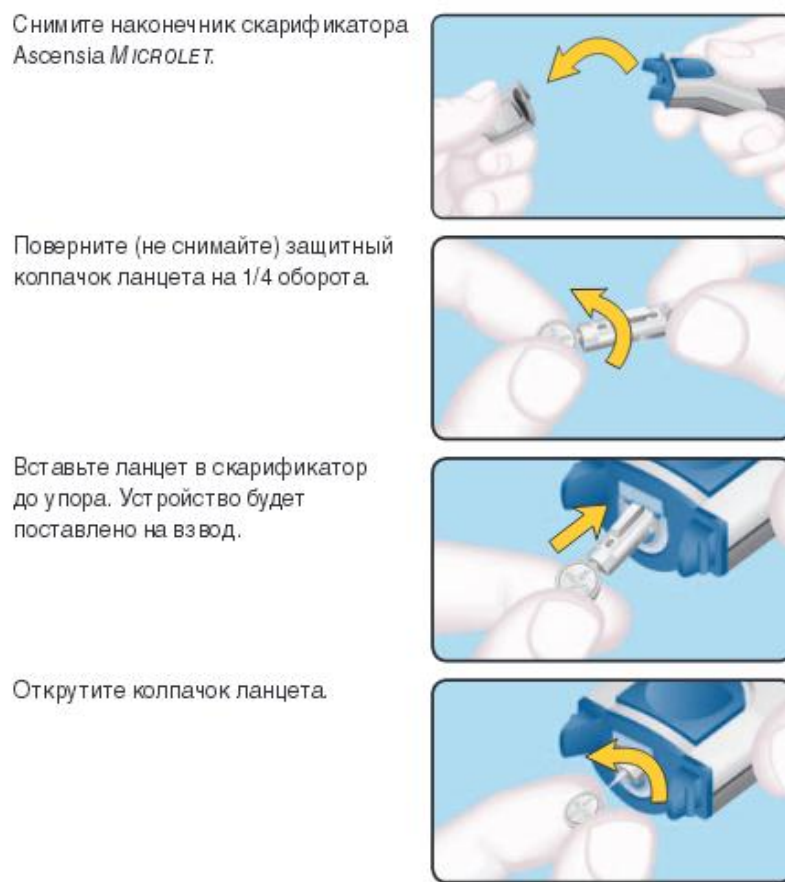 Снимите наконечник скарификатора
Ascensia MICROLET.
Поверните (не снимайте) защитный
колпачок ланцета на 1/4 оборота.
Вставьте ланцет в скарификатор
до упора. Устройство будет
поставлено на взвод.
Открутите колпачок ланцета.